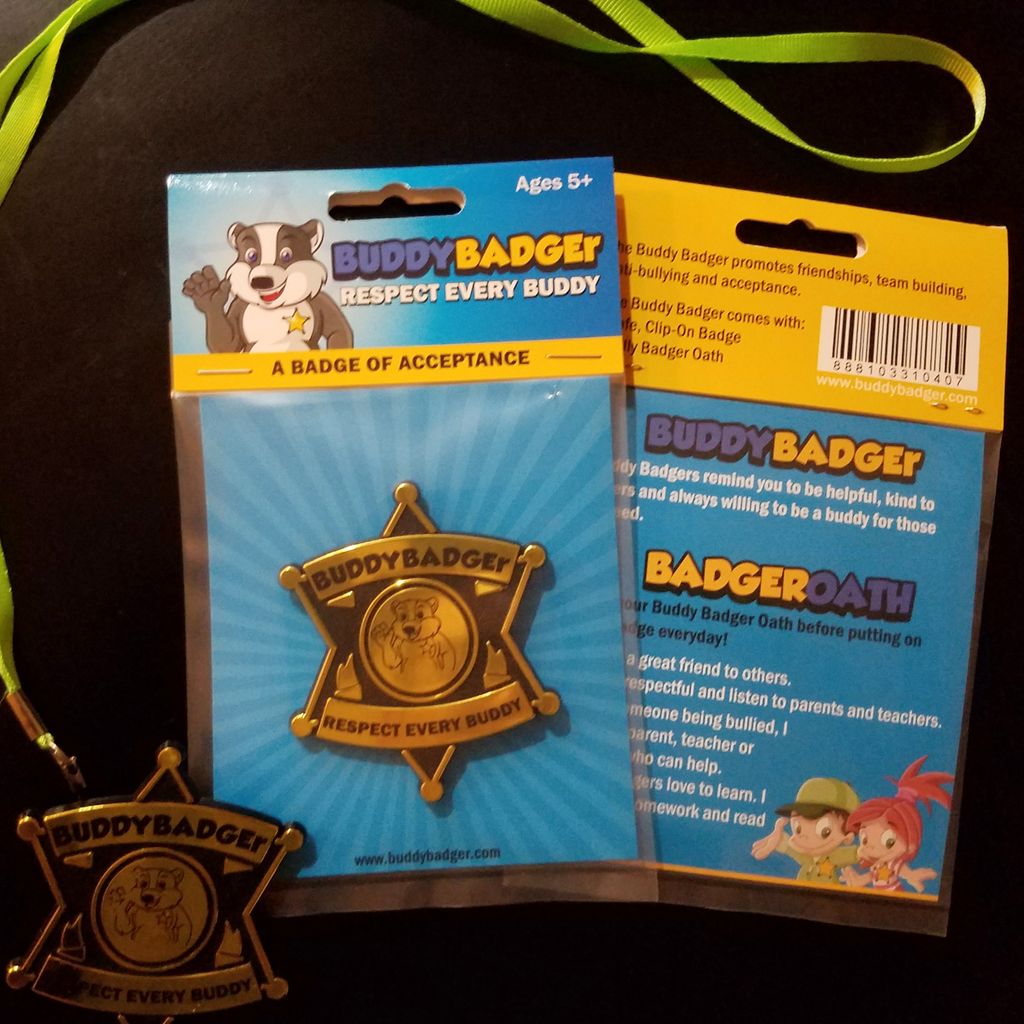 Ages 5+
BUDDYBADGEr
RESPECT EVERY BUDDY
A BADGE OF ACCEPTANCE
BUDDYBADGEr
RESPECT EVERY BUDDY
www.buddybadger.com
Buddy Badger promotes friendships, team building,
bullying and acceptance.
Buddy Badger comes with:
Clip-On Badge
Badger Oath
888103310407
www.buddybadger.com
BUDDYBADGEr
Badgers remind you to be helpful, kind to
and always willing to be a buddy for those
BADGEROATH
Buddy Badger Oath before putting on
everyday!
a great friend to others.
respectful and listen to parents and teachers.
being bullied, I
parent, teacher or
who can help.
love to learn. I
homework and read
BUDDYBADGEr
EVERY BUDDY